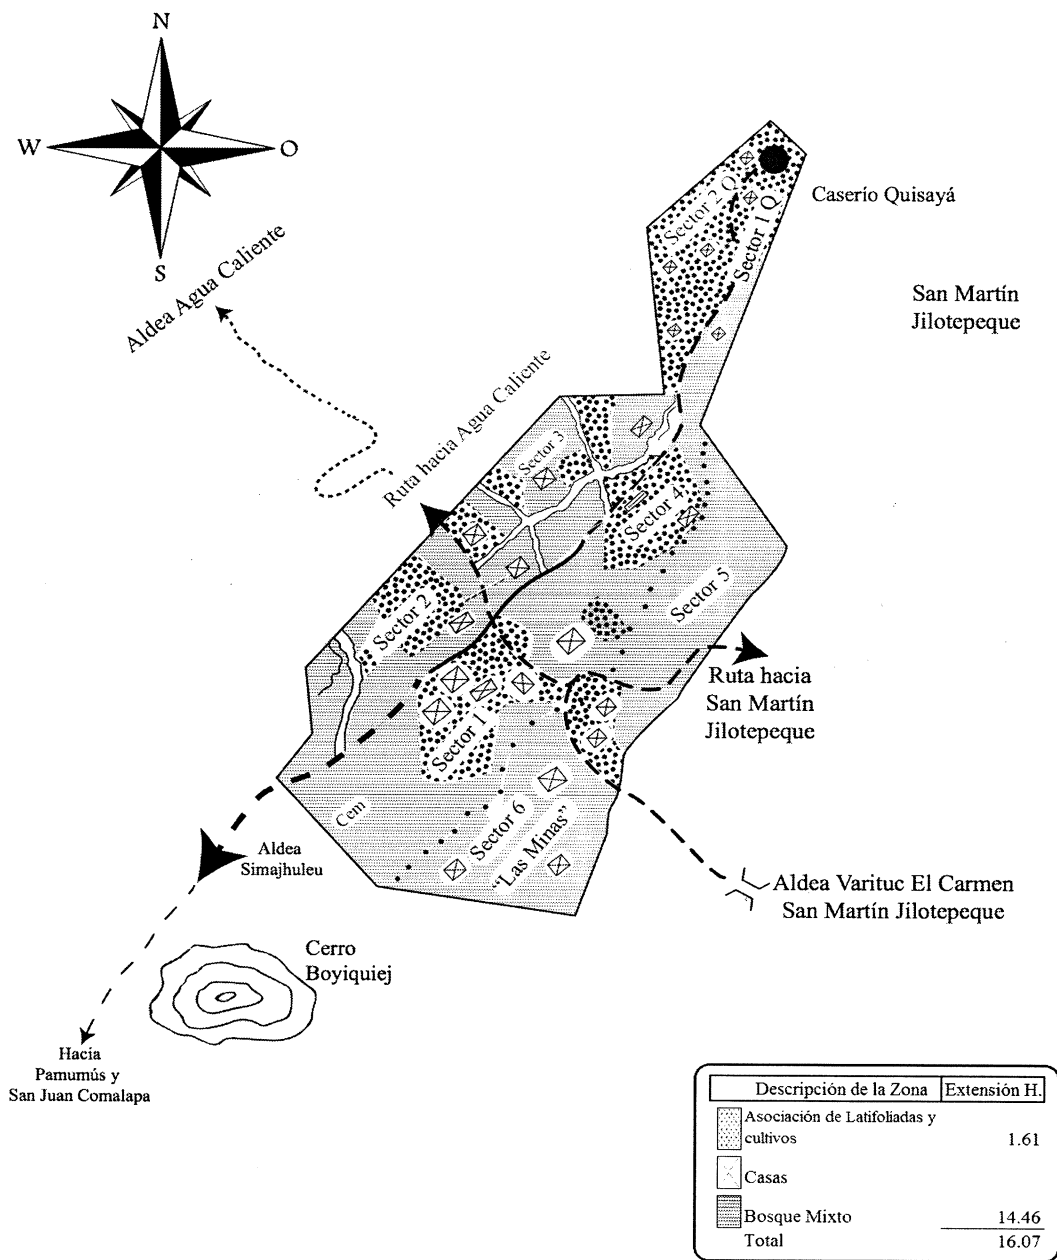 N
W
O
S
Aldea Agua Caliente
Ruta hacia Agua Caliente
Caserío Quisayá
San Martín
Jilotepeque
Sector 2 Q
Sector 1 Q
Sector 3
Sector 4
Sector 2
Sector 5
Sector 1
Ruta hacia
San Martín
Jilotepeque
Cem
Sector 6
“Las Minas”
Aldea
Simajhuleu
Aldea Varituc El Carmen
San Martín Jilotepeque
Cerro
Boyiquiej
Hacia
Pamumús y
San Juan Comalapa
Descripción de la Zona Extensión H.
Asociación de Latifoliadas y
cultivos 1.61
Casas
Bosque Mixto 14.46
Total 16.07